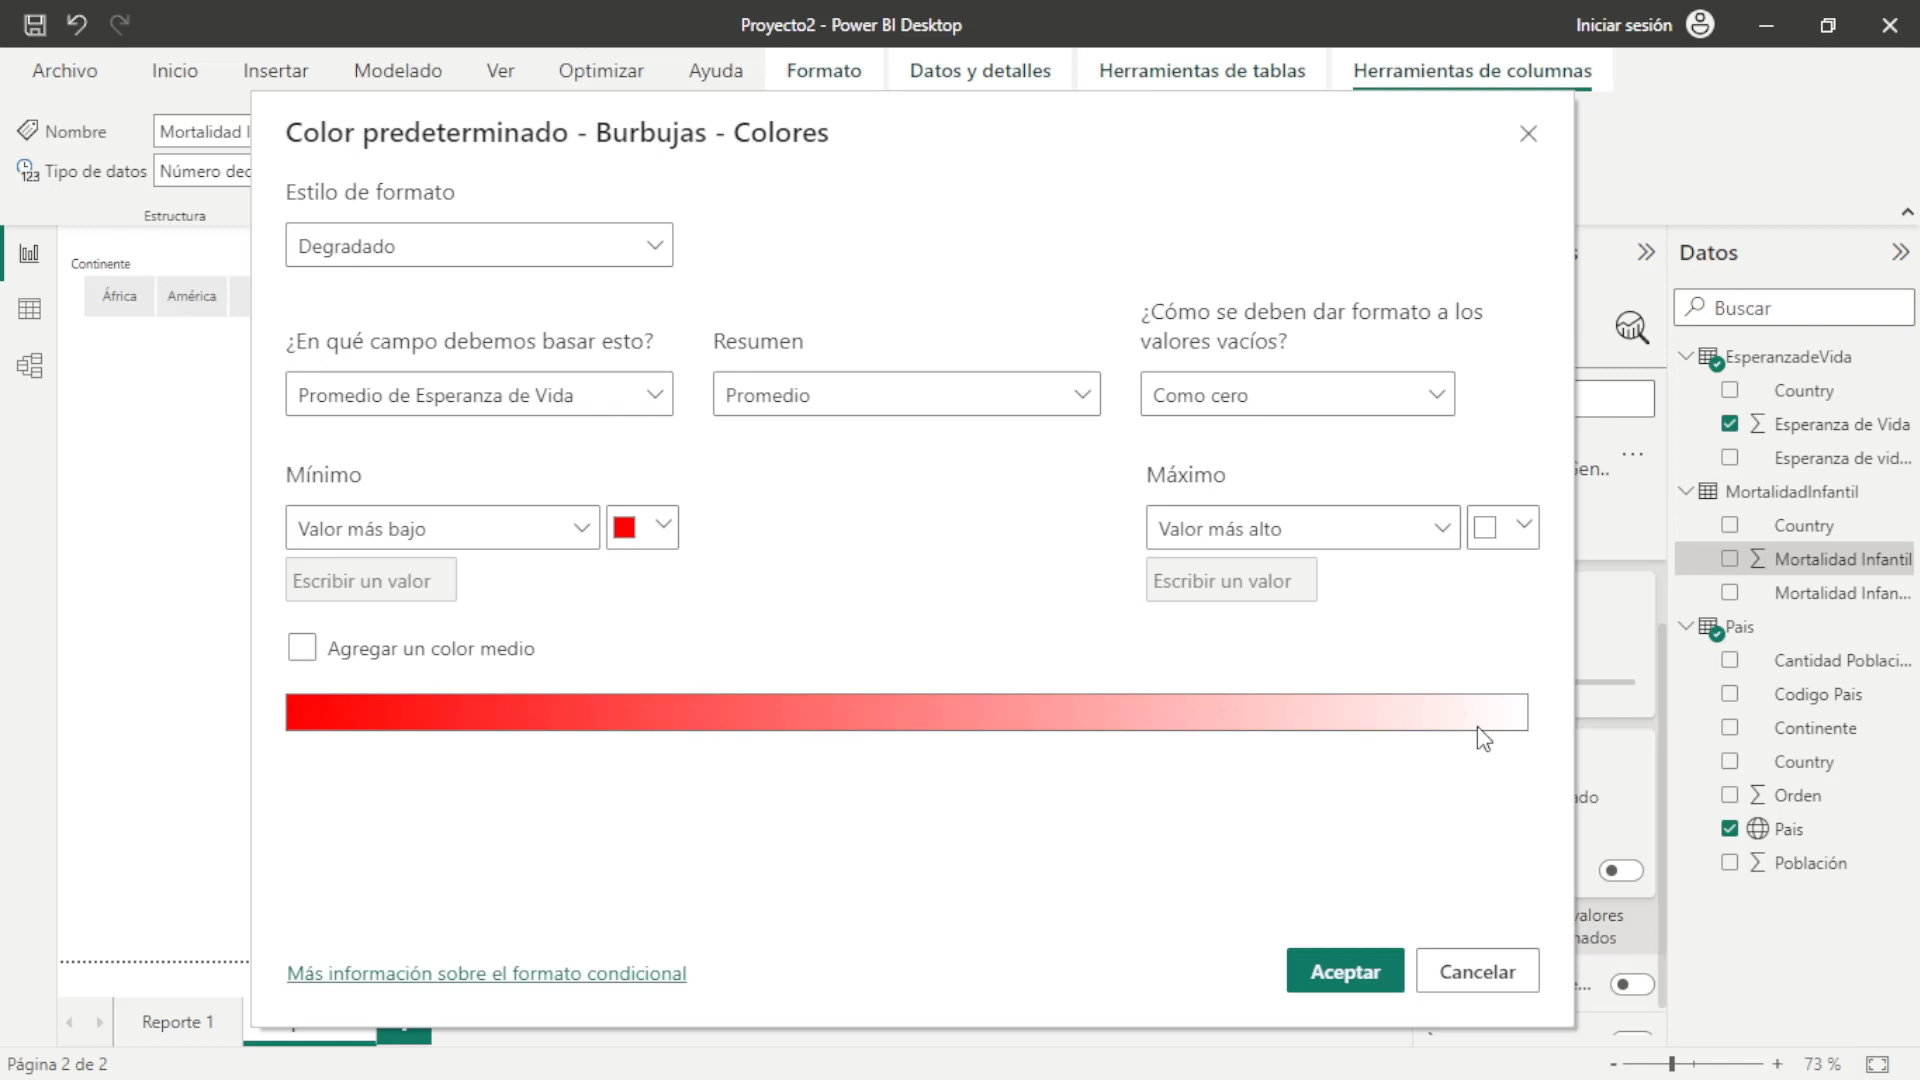 Proyecto2 - Power BI Desktop
Iniciar sesión
Archivo Inicio Insertar Modelado Ver Optimizar Ayuda Formato Datos y detalles Herramientas de tablas Herramientas de columnas
Nombre
Mortalidad I
Tipo de datos
Número dec
Estructura
Continente
África
América
Color predeterminado - Burbujas - Colores
Estilo de formato
Degradado
¿En qué campo debemos basar esto?
Promedio de Esperanza de Vida
Resumen
Promedio
¿Cómo se deben dar formato a los
valores vacíos?
Como cero
Mínimo
Valor más bajo
Escribir un valor
Máximo
Valor más alto
Escribir un valor
Agregar un color medio
Más información sobre el formato condicional
Aceptar
Cancelar
Datos
Buscar
EsperanzadeVida
Country
Esperanza de Vida
Esperanza de vid...
MortalidadInfantil
Country
Mortalidad Infantil
Mortalidad Infan...
Pais
Cantidad Poblaci...
Codigo Pais
Continente
Country
Orden
Pais
Población
Reporte 1
Página 2 de 2
- + 73 %